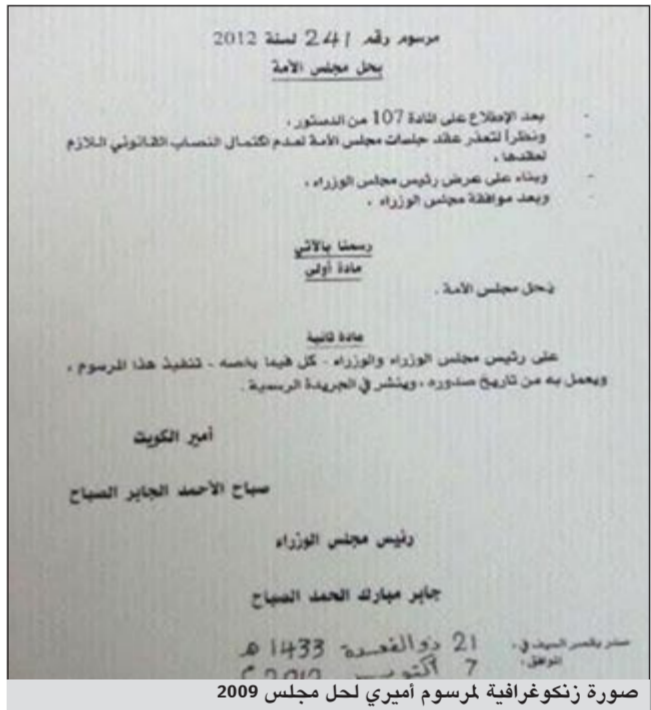 مرسوم رقم 241 لسنة 2012
بحل مجلس الأمة
- بعد الإطلاع على المادة 107 من الدستور ،
- ونظراً لتعذر عقد جلسات مجلس الأمة لعدم اكتمال النصاب القانوني اللازم
لعقدها ،
- وبناء على عرض رئيس مجلس الوزراء ،
- وبعد موافقة مجلس الوزراء ،
رسمنا بالآتي
مادة أولى
يُحل مجلس الأمة .
مادة ثانية
على رئيس مجلس الوزراء والوزراء - كل فيما يخصه - تنفيذ هذا المرسوم ،
ويعمل به من تاريخ صدوره ، وينشر في الجريدة الرسمية .
أمير الكويت
صباح الأحمد الجابر الصباح
رئيس مجلس الوزراء
جابر مبارك الحمد الصباح
صدر بقصر السيف في : 21 ذو القعدة 1433 هـ
الموافق : 7 أكتوبر 2012 م
صورة زنكوغرافية لمرسوم أميري لحل مجلس 2009